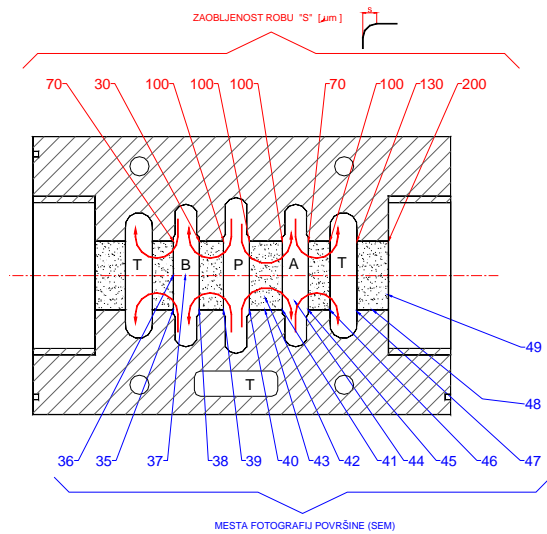 ZAOBLJENOST ROBU "S" [μm]
s
70 30 100 100 100 70 100 130 200
T B P A T
T
49
48
36 35 37 38 39 40 43 42 41 44 45 46 47
MESTA FOTOGRAFIJ POVRŠINE (SEM)